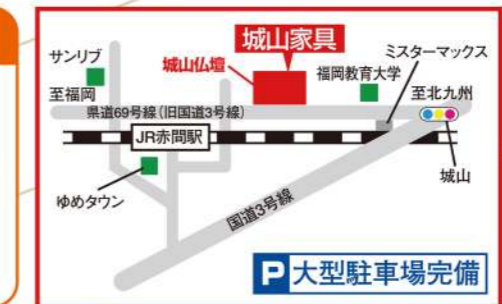 サンリブ
至福岡
城山仏壇
城山家具
福岡教育大学
ミスターマックス
至北九州
県道69号線(旧国道3号線)
JR赤間駅
城山
ゆめタウン
国道3号線
P 大型駐車場完備